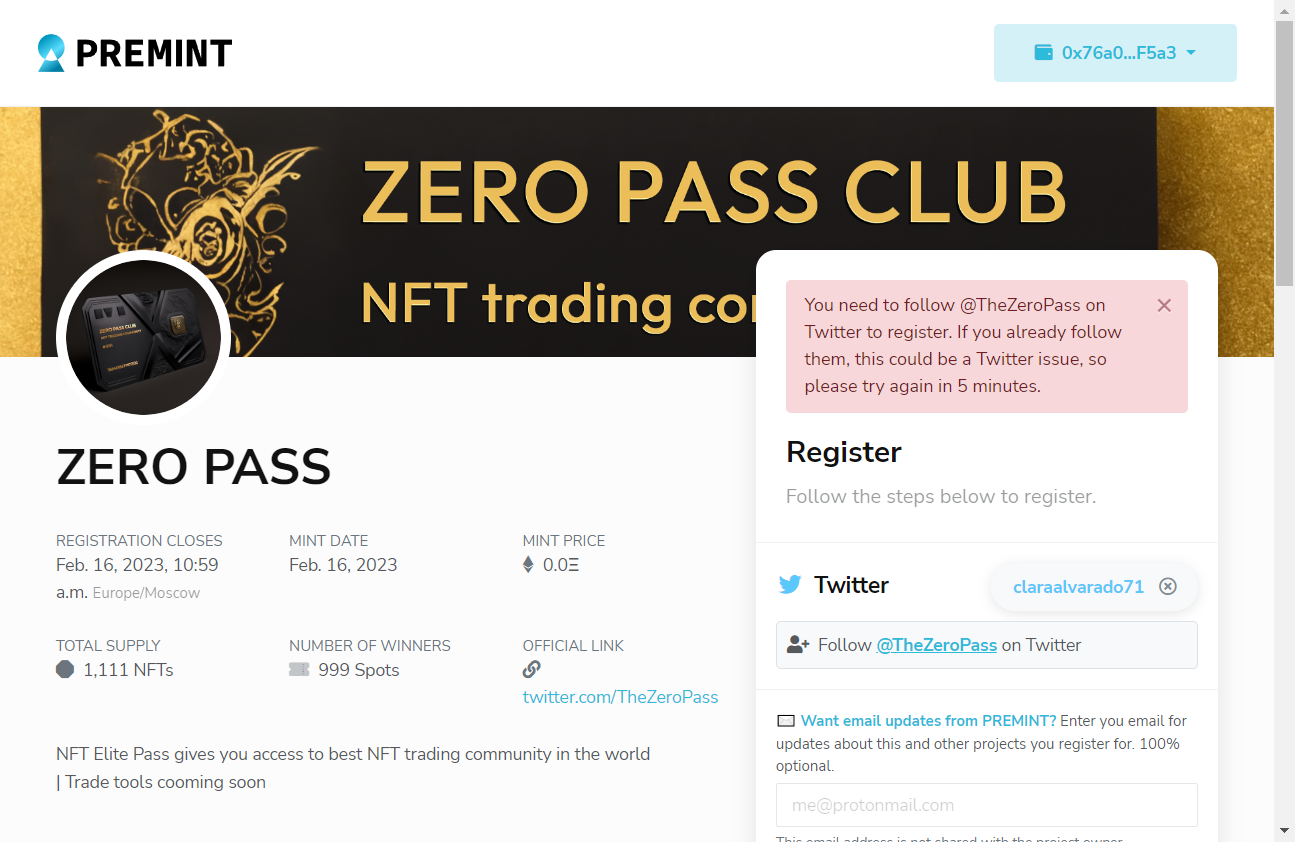 PREMINT
0x76a0...F5a3
ZERO PASS CLUB
NFT trading co
ZERO PASS CLUB
You need to follow @TheZeroPass on
Twitter to register. If you already follow
them, this could be a Twitter issue, so
please try again in 5 minutes.
ZERO PASS
Register
Follow the steps below to register.
REGISTRATION CLOSES
Feb. 16, 2023, 10:59
a.m. Europe/Moscow
MINT DATE
Feb. 16, 2023
MINT PRICE
0.0Ξ
TOTAL SUPPLY
1,111 NFTs
NUMBER OF WINNERS
999 Spots
OFFICIAL LINK
twitter.com/TheZeroPass
NFT Elite Pass gives you access to best NFT trading community in the world
| Trade tools cooming soon
Twitter
claraalvarado71
Follow @TheZeroPass on Twitter
Want email updates from PREMINT? Enter you email for
updates about this and other projects you register for. 100%
optional.
me@protonmail.com
This email address is not shared with the project owner